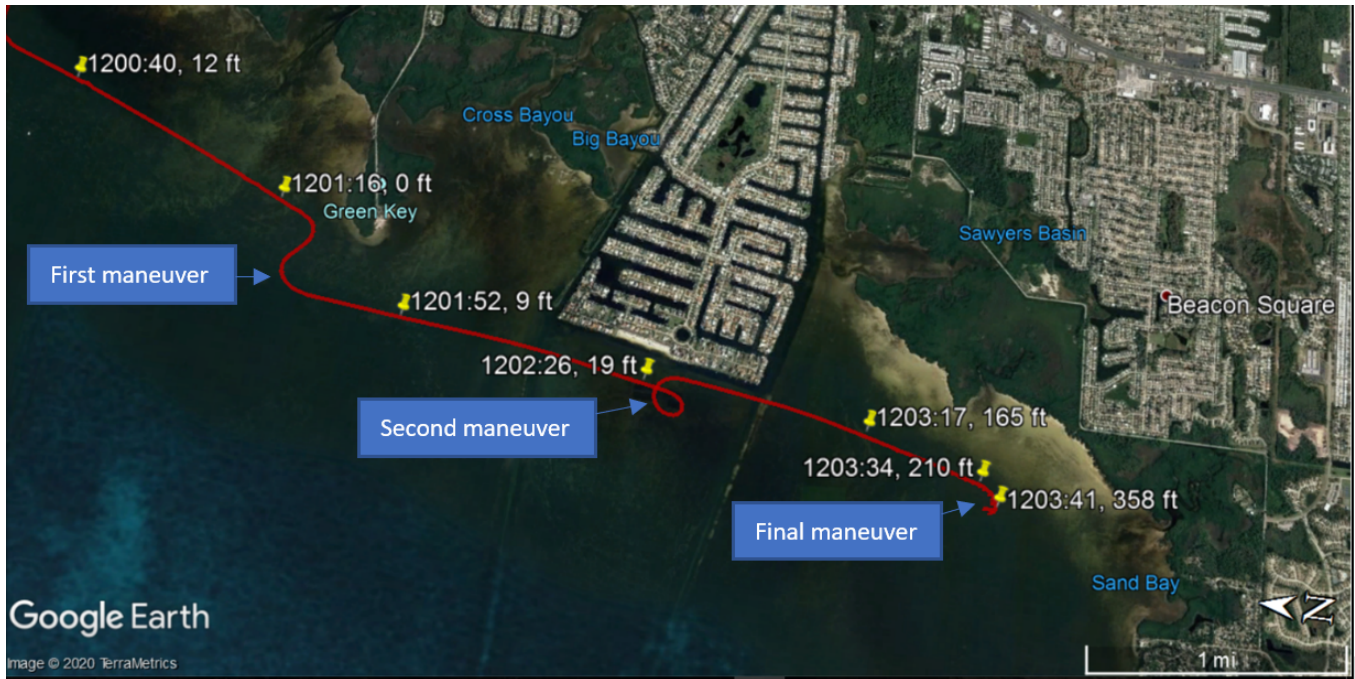 1200:40, 12 ft
Cross Bayou
Big Bayou
1201:16, 0 ft
Green Key
Sawyers Basin
First maneuver
1201:52, 9 ft
Beacon Square
1202:26, 19 ft
Second maneuver
1203:17, 165 ft
1203:34, 210 ft
1203:41, 358 ft
Final maneuver
Sand Bay
Google Earth
N
Image © 2020 TerraMetrics
1 mi